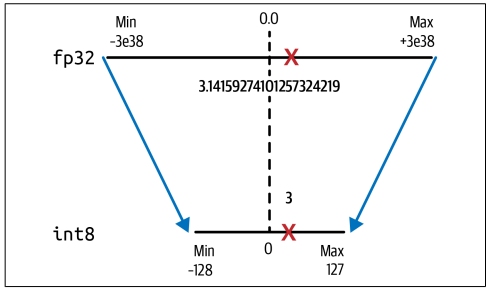 Min 0.0 Max
-3e38 +3e38
fp32
3.14159274101257324219
3
int8
Min 0 Max
-128 127